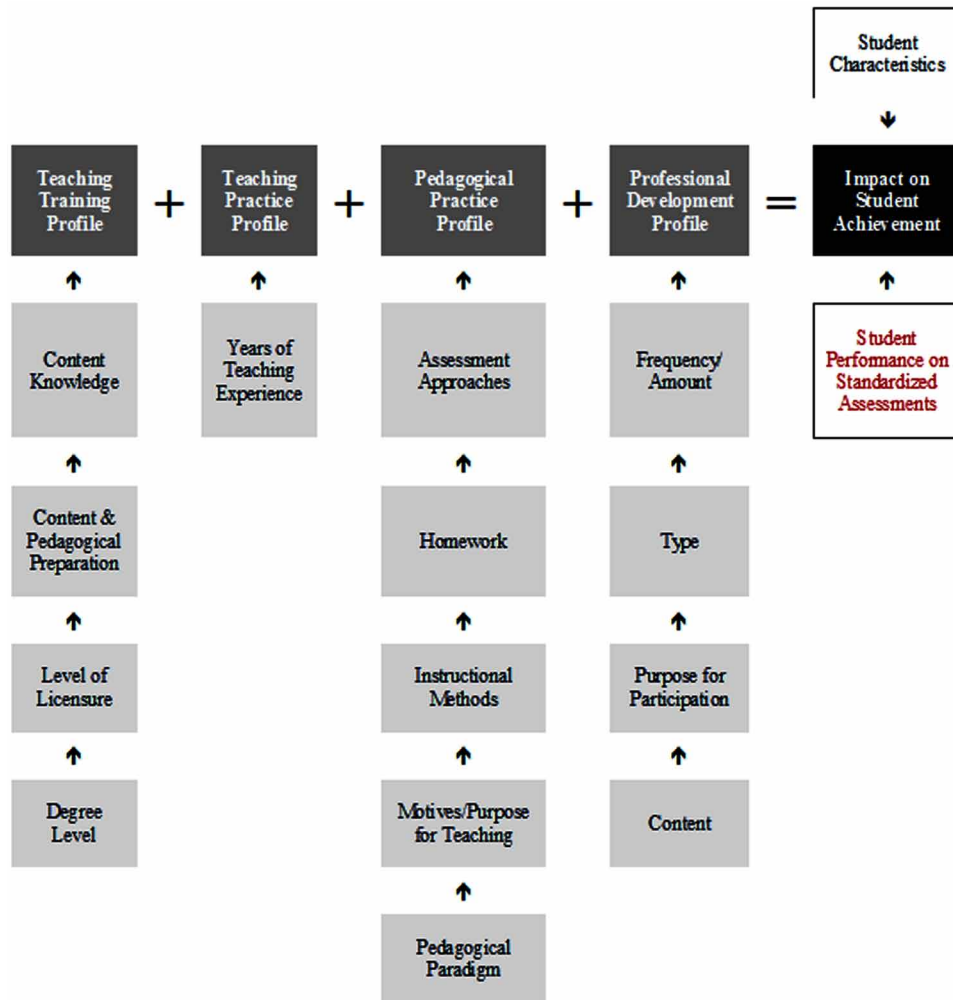 Student
Characteristics
Teaching
Training
Profile
+
Teaching
Practice
Profile
+
Pedagogical
Practice
Profile
+
Professional
Development
Profile
=
Impact on
Student
Achievement
Content
Knowledge
Years of
Teaching
Experience
Assessment
Approaches
Frequency/
Amount
Student
Performance on
Standardized
Assessments
Content &
Pedagogical
Preparation
Homework
Type
Level of
Licensure
Instructional
Methods
Purpose for
Participation
Degree
Level
Motives/Purpose
for Teaching
Content
Pedagogical
Paradigm